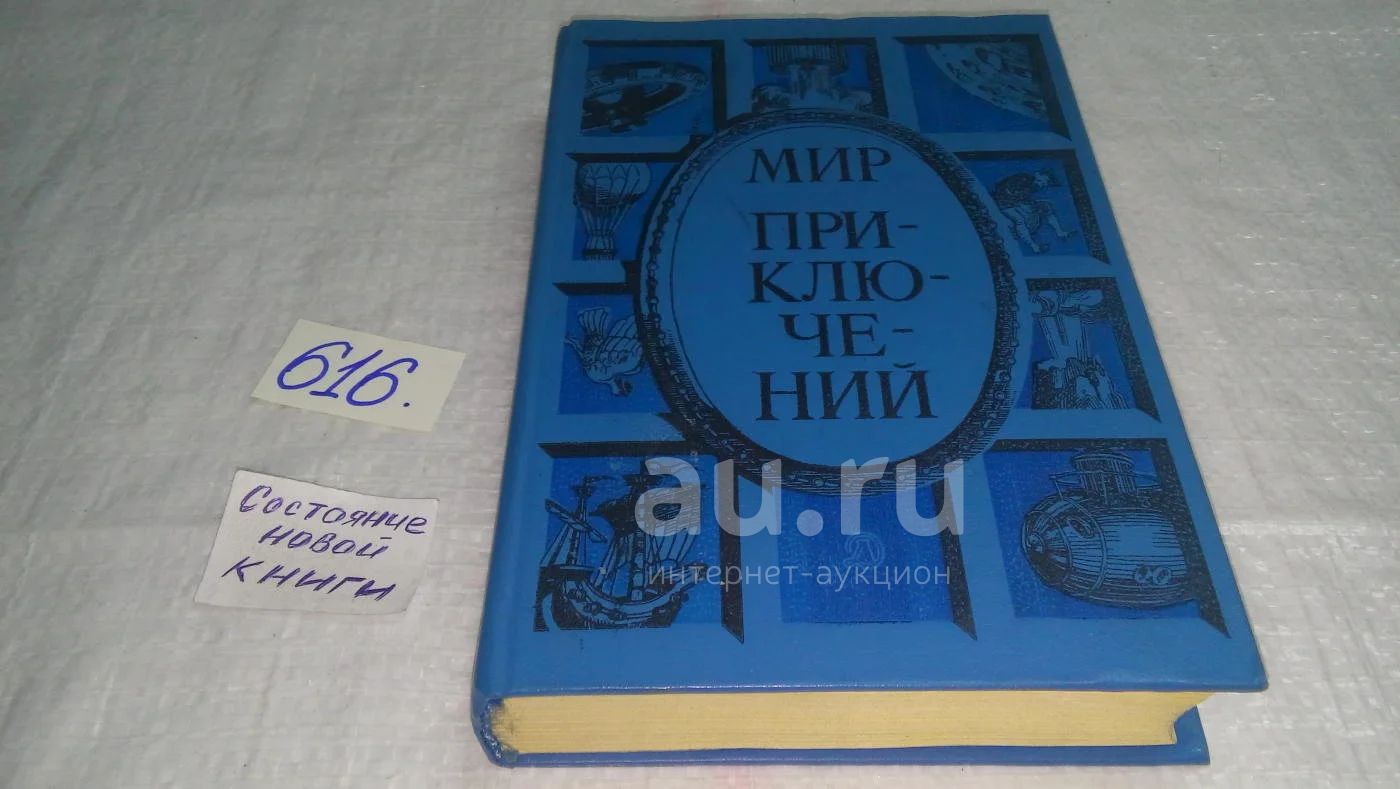 МИР
ПРИ-
КЛЮ-
ЧЕ-
НИЙ
616.
Состояние
новой
книги
au.ru
интернет-аукцион